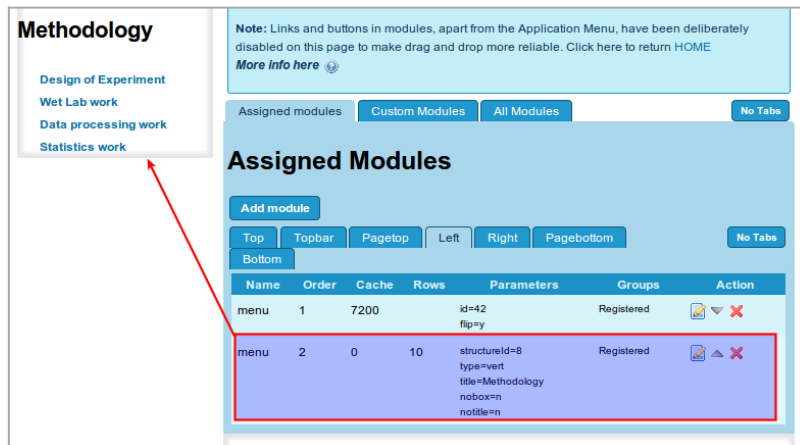 Methodology
Design of Experiment
Wet Lab work
Data processing work
Statistics work
Note: Links and buttons in modules, apart from the Application Menu, have been deliberately
disabled on this page to make drag and drop more reliable. Click here to return HOME
More info here
Assigned modules Custom Modules All Modules No Tabs
Assigned Modules
Add module
Top Topbar Pagetop Left Right Pagebottom No Tabs
Bottom
Name Order Cache Rows Parameters Groups Action
menu 1 7200 id=42 Registered
flip=y
menu 2 0 10 structureId=8 Registered
type=vert
title=Methodology
nobox=n
notitle=n